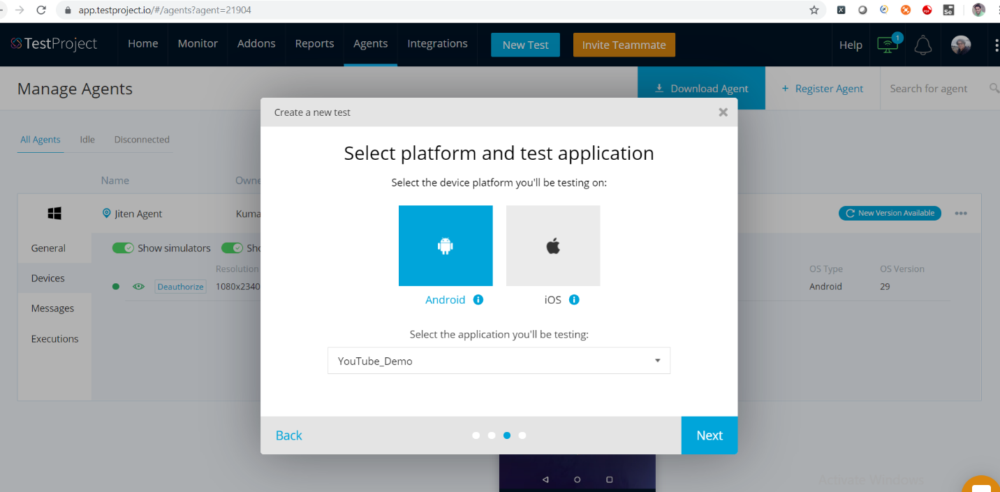 app.testproject.io/#/agents?agent=21904
TestProject
Home
Monitor
Addons
Reports
Agents
Integrations
New Test
Invite Teammate
Help
1
Manage Agents
Download Agent
+ Register Agent
Search for agent
Create a new test
All Agents
Idle
Disconnected
Select platform and test application
Select the device platform you'll be testing on:
Name
Owne
Jiten Agent
Kuma
New Version Available
General
Show simulators
Sho
Resolution
OS Type
OS Version
Devices
Deauthorize
1080x2340
Android
29
Android
iOS
Messages
Select the application you'll be testing:
Executions
YouTube_Demo
Back
Next
Activate Windows